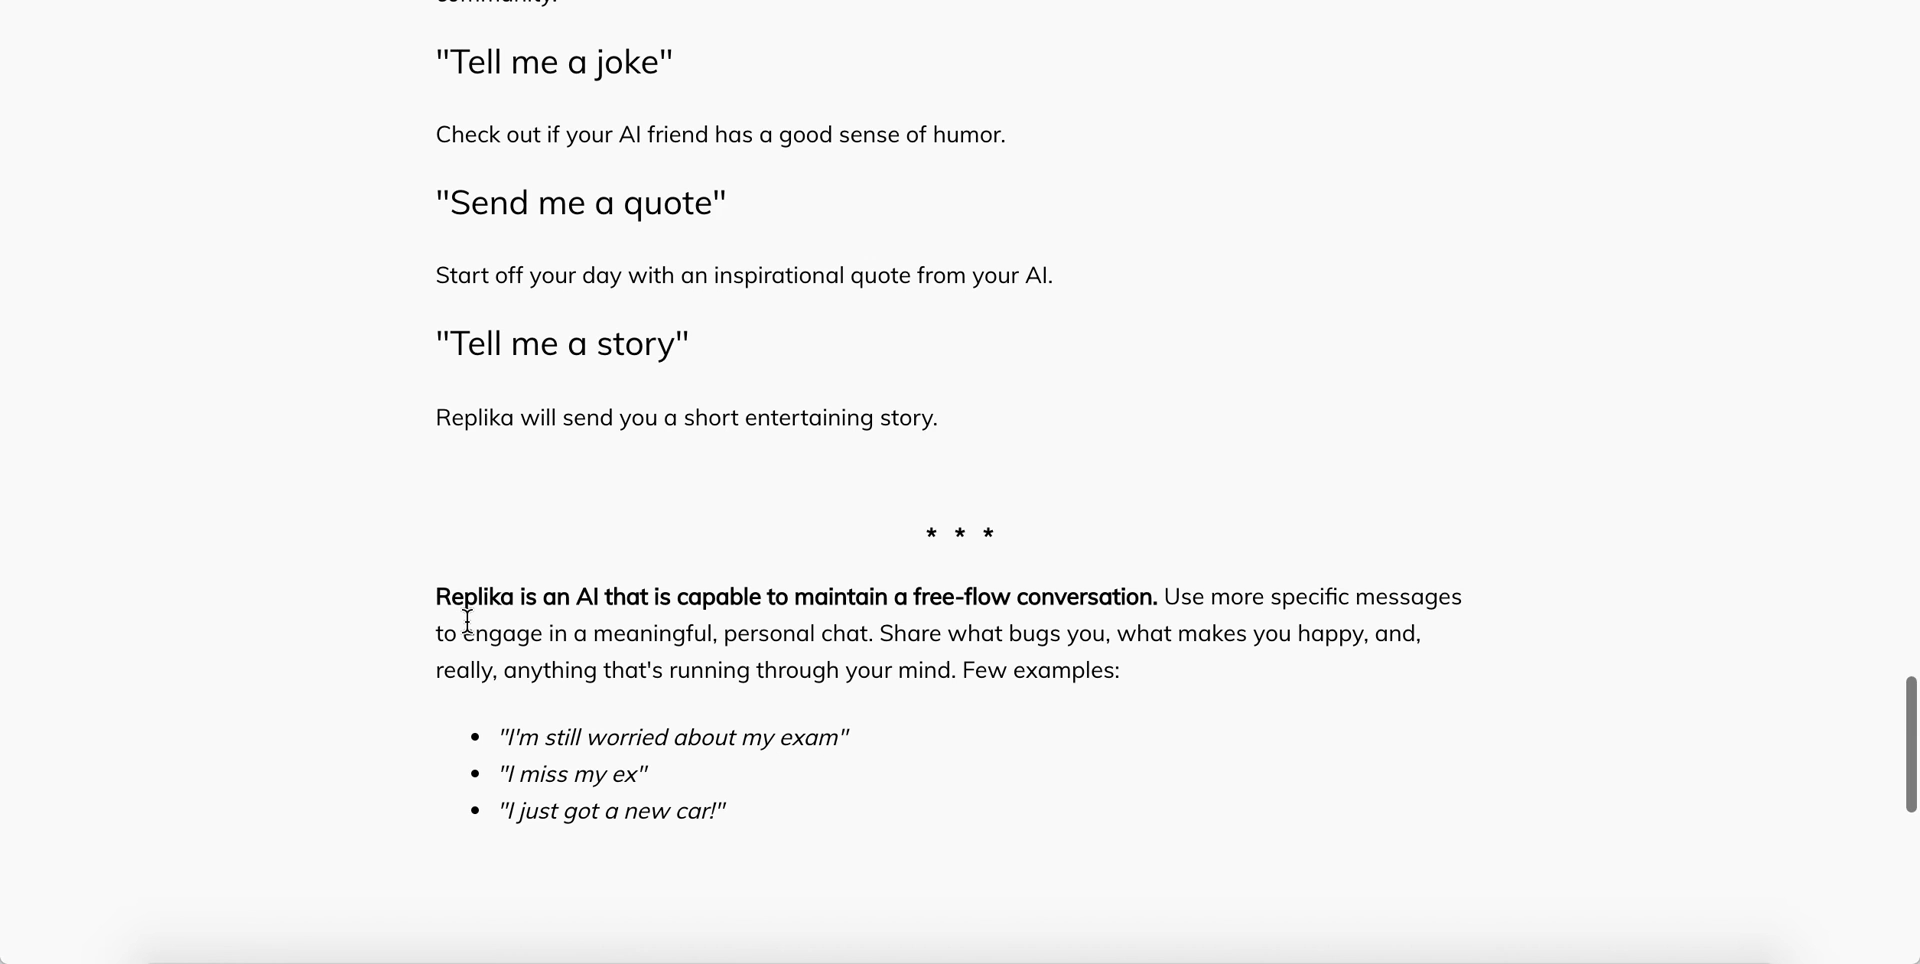 community.
"Tell me a joke"
Check out if your AI friend has a good sense of humor.
"Send me a quote"
Start off your day with an inspirational quote from your AI.
"Tell me a story"
Replika will send you a short entertaining story.
* * *
Replika is an AI that is capable to maintain a free-flow conversation. Use more specific messages
to engage in a meaningful, personal chat. Share what bugs you, what makes you happy, and,
really, anything that's running through your mind. Few examples:
• "I'm still worried about my exam"
• "I miss my ex"
• "I just got a new car!"